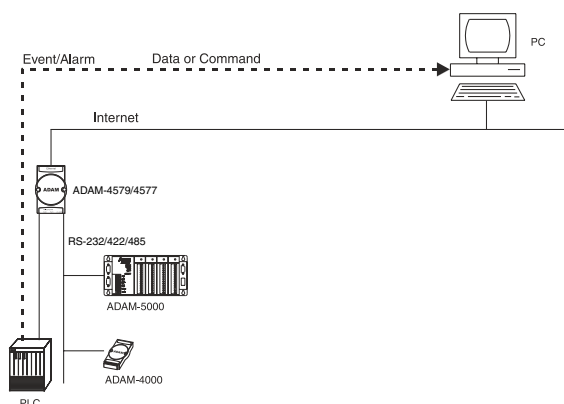 PC
Event/Alarm
Data or Command
Internet
ADAM
ADAM-4579/4577
RS-232/422/485
ADAM-5000
ADAM-4000
PLC